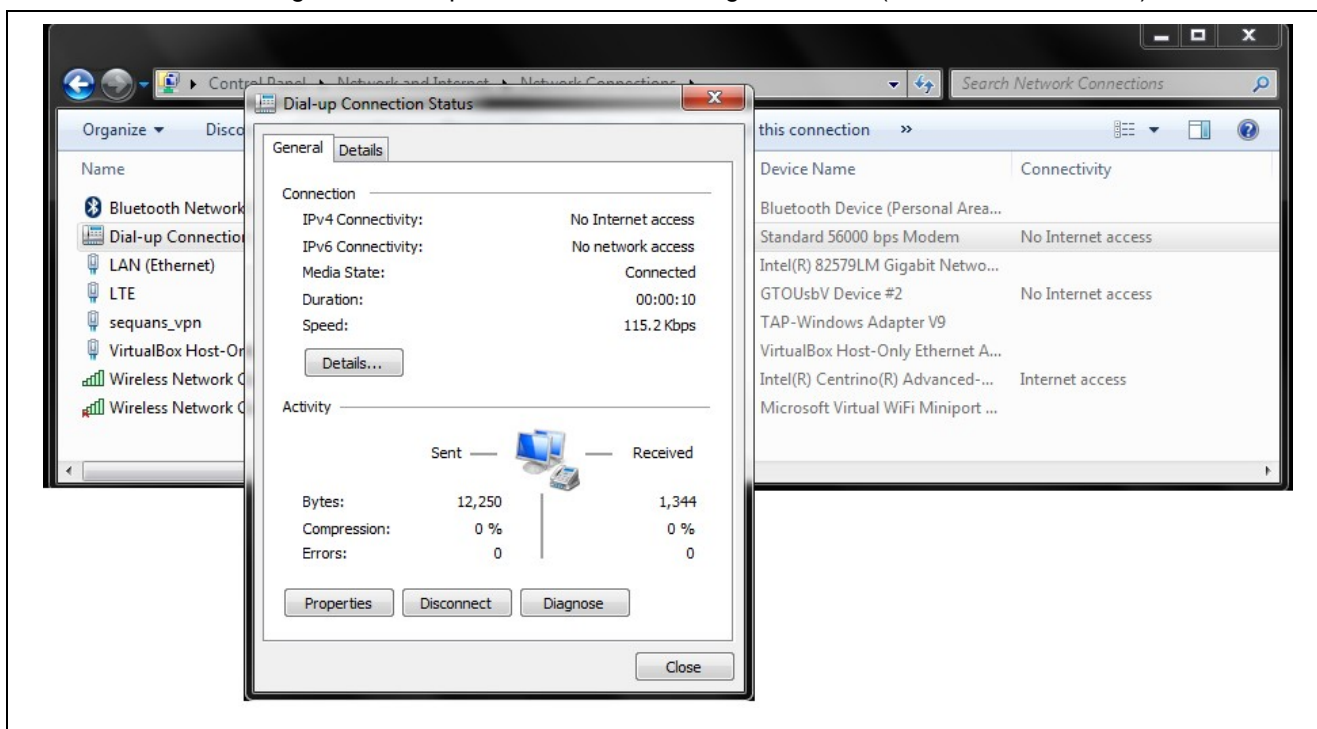 Control Panel ▸ Network and Internet ▸ Network Connections ▸
Search Network Connections
Dial-up Connection Status
Organize
this connection »
General Details
Name
Device Name Connectivity
Connection
IPv4 Connectivity: No Internet access
IPv6 Connectivity: No network access
Media State: Connected
Duration: 00:00:10
Speed: 115.2 Kbps
Details...
Bluetooth Network
Bluetooth Device (Personal Area...
Dial-up Connection
Standard 56000 bps Modem No Internet access
LAN (Ethernet)
Intel(R) 82579LM Gigabit Netwo...
LTE
GTOUsbV Device #2 No Internet access
sequans_vpn
TAP-Windows Adapter V9
VirtualBox Host-Or
VirtualBox Host-Only Ethernet A...
Wireless Network C
Intel(R) Centrino(R) Advanced-... Internet access
Wireless Network C
Microsoft Virtual WiFi Miniport ...
Activity
Sent Received
Bytes: 12,250 1,344
Compression: 0 % 0 %
Errors: 0 0
Properties Disconnect Diagnose
Close